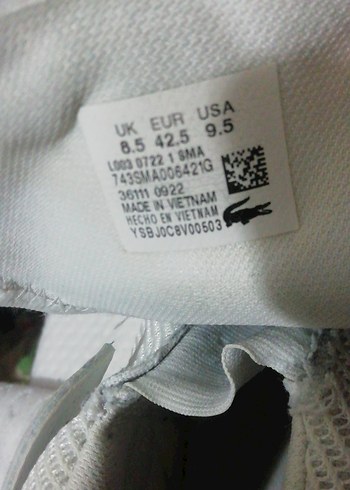 UK EUR USA
8.5 42.5 9.5
L003 0722 1 SMA
743SMA006421G
36111 0922
MADE IN VIETNAM
HECHO EN VIETNAM
YSBJ0C8V00503